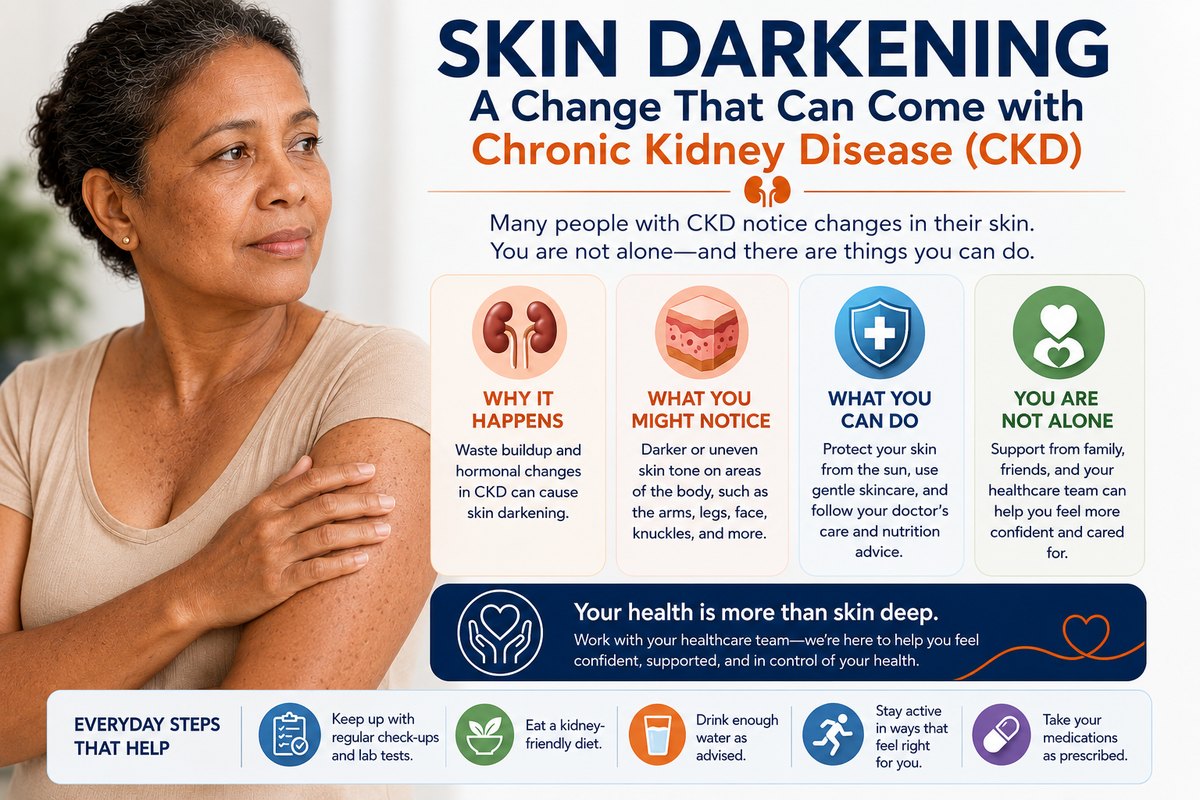 SKIN DARKENING
A Change That Can Come with
Chronic Kidney Disease (CKD)
Many people with CKD notice changes in their skin.
You are not alone—and there are things you can do.
WHY IT
HAPPENS
Waste buildup and
hormonal changes
in CKD can cause
skin darkening.
WHAT YOU
MIGHT NOTICE
Darker or uneven
skin tone on areas
of the body, such as
the arms, legs, face,
knuckles, and more.
WHAT YOU
CAN DO
Protect your skin
from the sun, use
gentle skincare, and
follow your doctor's
care and nutrition
advice.
YOU ARE
NOT ALONE
Support from family,
friends, and your
healthcare team can
help you feel more
confident and cared
for.
Your health is more than skin deep.
Work with your healthcare team—we're here to help you feel
confident, supported, and in control of your health.
EVERYDAY STEPS
THAT HELP
Keep up with
regular check-ups
and lab tests.
Eat a kidney-
friendly diet.
Drink enough
water as
advised.
Stay active
in ways that
feel right
for you.
Take your
medications
as prescribed.